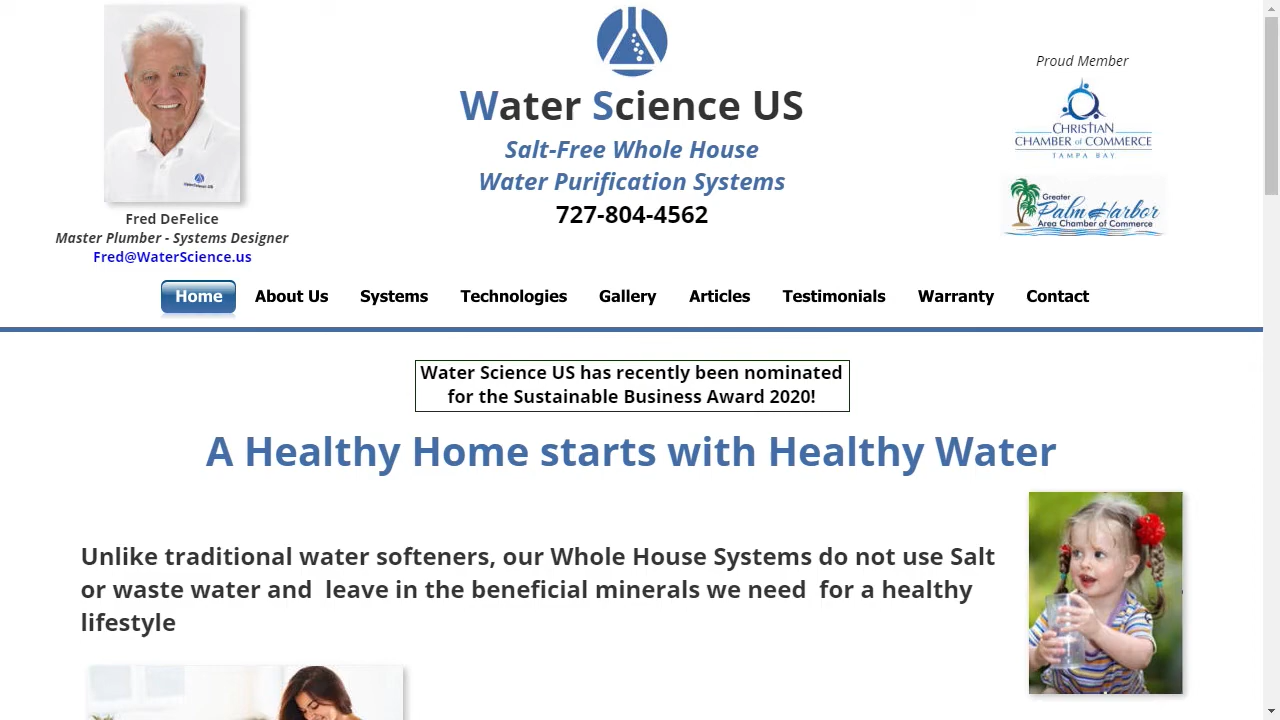 WaterScience US
Fred DeFelice
Master Plumber - Systems Designer
Fred@WaterScience.us
Water Science US
Salt-Free Whole House
Water Purification Systems
727-804-4562
Proud Member
CHRISTIAN
CHAMBER of COMMERCE
TAMPA BAY
Greater
Palm Harbor
Area Chamber of Commerce
Home About Us Systems Technologies Gallery Articles Testimonials Warranty Contact
Water Science US has recently been nominated
for the Sustainable Business Award 2020!
A Healthy Home starts with Healthy Water
Unlike traditional water softeners, our Whole House Systems do not use Salt
or waste water and  leave in the beneficial minerals we need  for a healthy
lifestyle